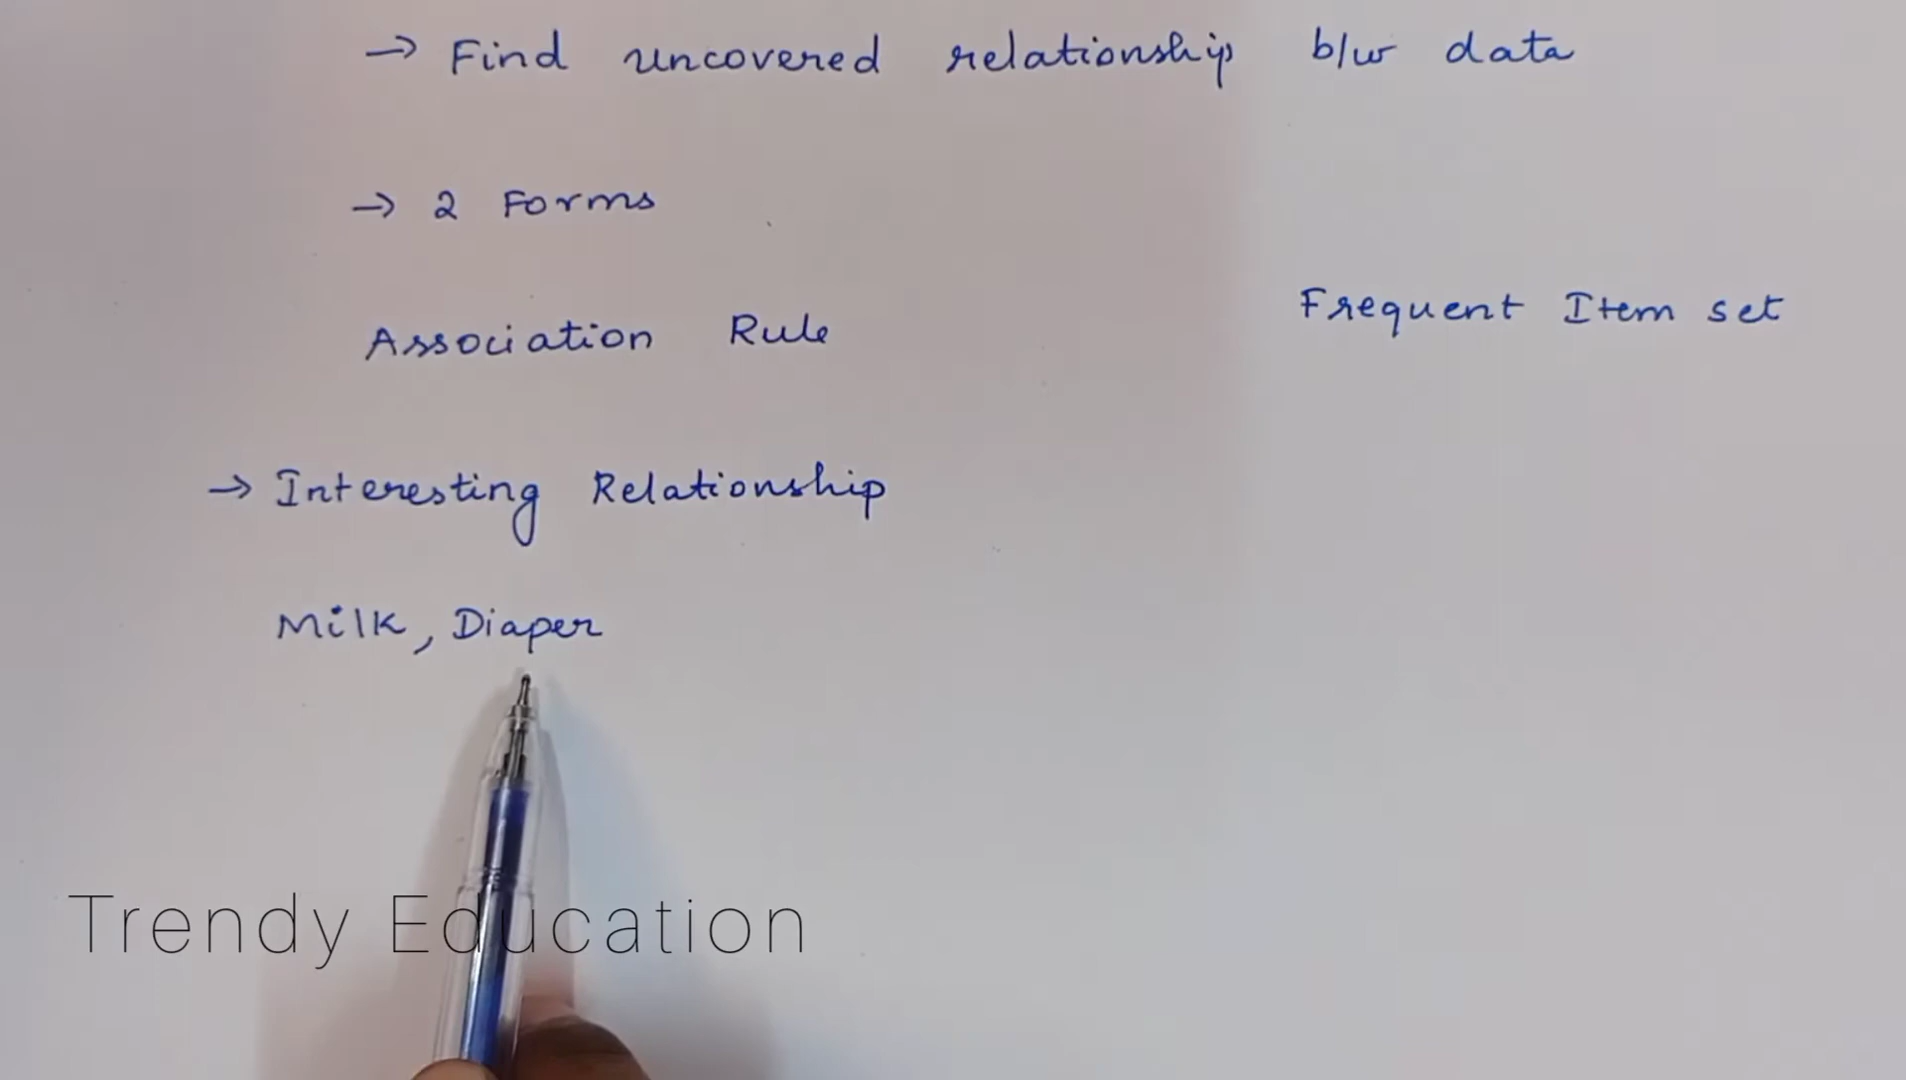 → Find uncovered relationship b/w data
→ 2 Forms
Association Rule
Frequent Item set
→ Interesting Relationship
Milk, Diaper
Trendy Education